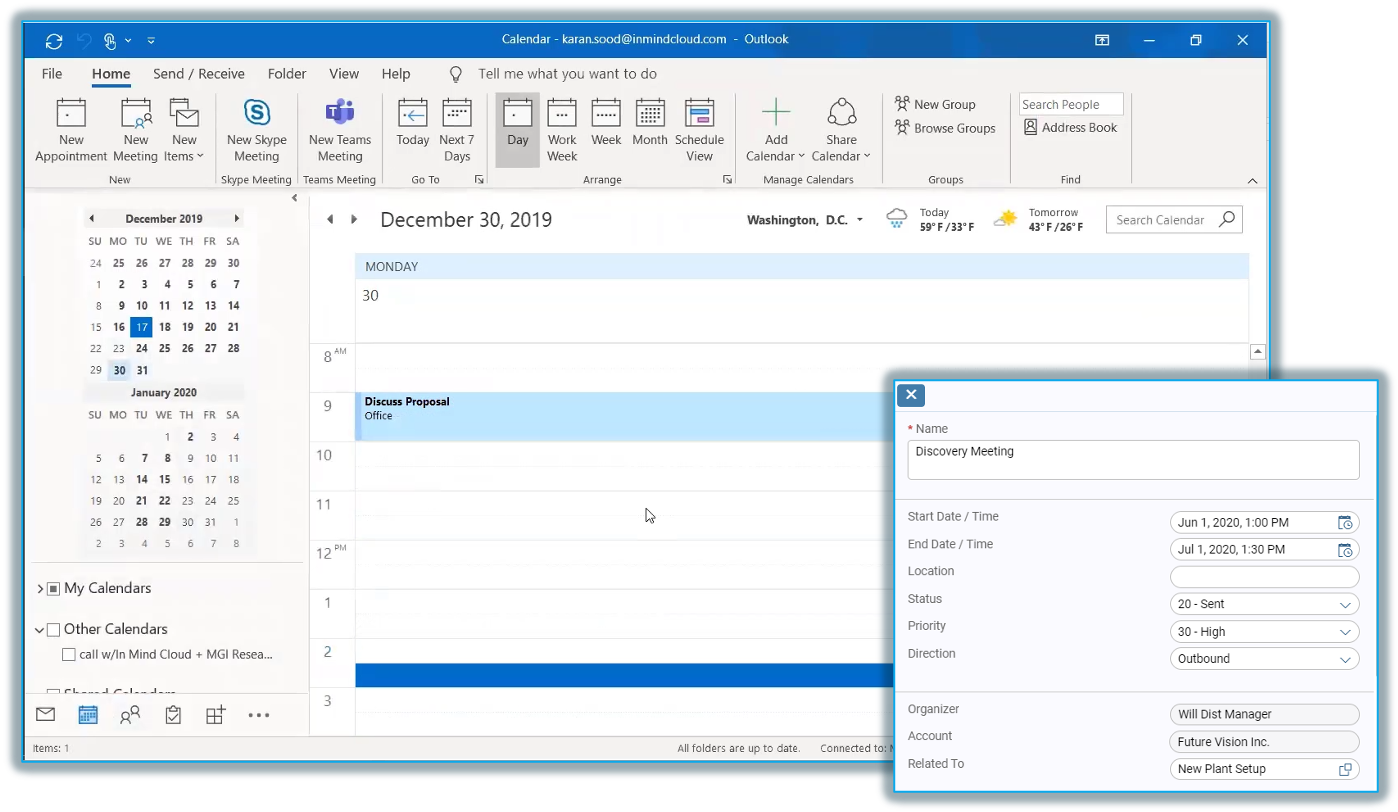 Calendar - karan.sood@inmindcloud.com - Outlook
File Home Send / Receive Folder View Help Tell me what you want to do
New Appointment
New Meeting
New Items
New
New Skype Meeting
Skype Meeting
New Teams Meeting
Teams Meeting
Today
Next 7 Days
Go To
Day
Work Week
Week
Month
Schedule View
Arrange
Add Calendar
Share Calendar
Manage Calendars
New Group
Browse Groups
Groups
Search People
Address Book
Find
December 2019
SU MO TU WE TH FR SA
24 25 26 27 28 29 30
1 2 3 4 5 6 7
8 9 10 11 12 13 14
15 16 17 18 19 20 21
22 23 24 25 26 27 28
29 30 31
January 2020
SU MO TU WE TH FR SA
1 2 3 4
5 6 7 8 9 10 11
12 13 14 15 16 17 18
19 20 21 22 23 24 25
26 27 28 29 30 31 1
2 3 4 5 6 7 8
My Calendars
Other Calendars
call w/In Mind Cloud + MGI Resea...
Items: 1
December 30, 2019
Washington, D.C.
Today
59°F/33°F
Tomorrow
43°F/26°F
Search Calendar
MONDAY
30
8 AM
9
Discuss Proposal
Office
10
11
12 PM
1
2
3
All folders are up to date. Connected to:
* Name
Discovery Meeting
Start Date / Time Jun 1, 2020, 1:00 PM
End Date / Time Jul 1, 2020, 1:30 PM
Location
Status 20 - Sent
Priority 30 - High
Direction Outbound
Organizer Will Dist Manager
Account Future Vision Inc.
Related To New Plant Setup